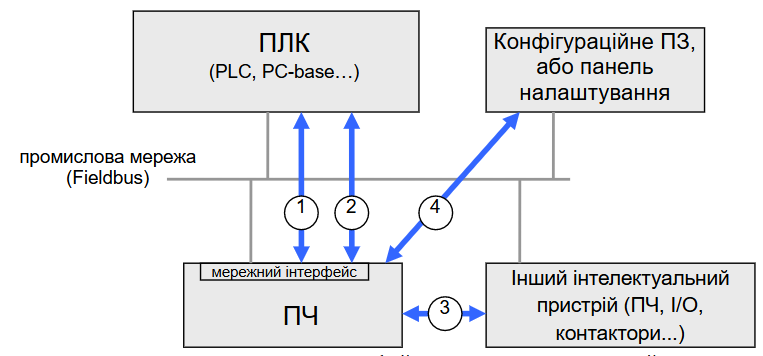 ПЛК
(PLC, PC-base…)
Конфігураційне ПЗ,
або панель
налаштування
промислова мережа
(Fieldbus)
1
2
4
мережний інтерфейс
ПЧ
3
Інший інтелектуальний
пристрій (ПЧ, I/O,
контактори...)